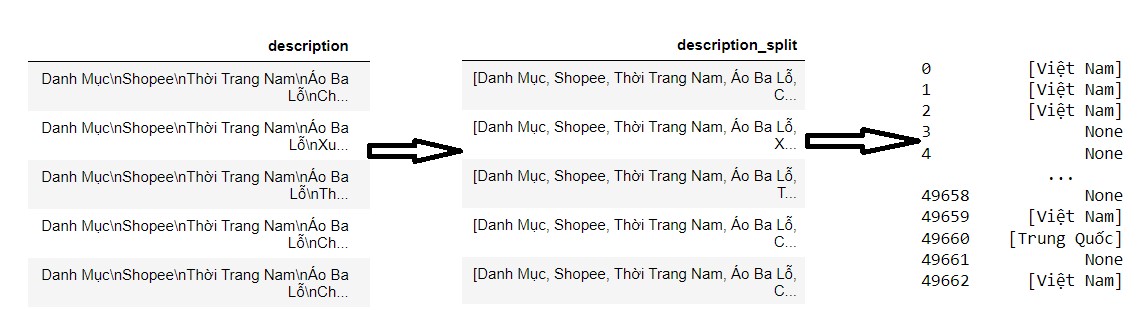 description
Danh Mục\nShopee\nThời Trang Nam\nÁo Ba
Lỗ\nCh...
Danh Mục\nShopee\nThời Trang Nam\nÁo Ba
Lỗ\nXu...
Danh Mục\nShopee\nThời Trang Nam\nÁo Ba
Lỗ\nTh...
Danh Mục\nShopee\nThời Trang Nam\nÁo Ba
Lỗ\nCh...
Danh Mục\nShopee\nThời Trang Nam\nÁo Ba
Lỗ\nCh...
description_split
[Danh Mục, Shopee, Thời Trang Nam, Áo Ba Lỗ,
C...
[Danh Mục, Shopee, Thời Trang Nam, Áo Ba Lỗ,
X...
[Danh Mục, Shopee, Thời Trang Nam, Áo Ba Lỗ,
T...
[Danh Mục, Shopee, Thời Trang Nam, Áo Ba Lỗ,
C...
[Danh Mục, Shopee, Thời Trang Nam, Áo Ba Lỗ,
C...
0 [Việt Nam]
1 [Việt Nam]
2 [Việt Nam]
3 None
4 None
...
49658 None
49659 [Việt Nam]
49660 [Trung Quốc]
49661 None
49662 [Việt Nam]